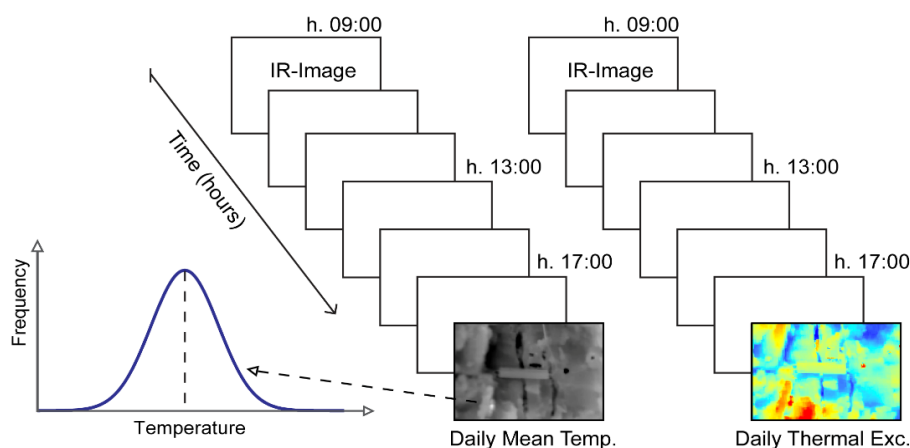 h. 09:00
h. 09:00
IR-Image
IR-Image
Time (hours)
h. 13:00
h. 13:00
h. 17:00
h. 17:00
Frequency
Temperature
Daily Mean Temp.
Daily Thermal Exc.